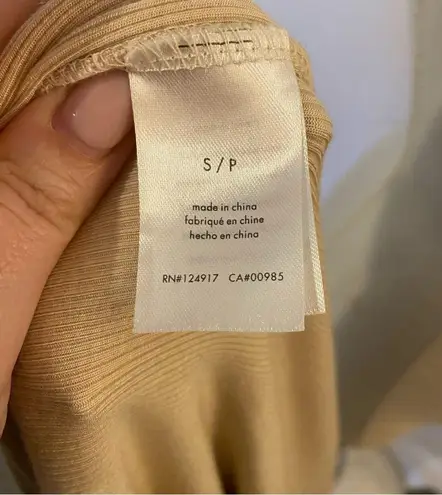 S / P
made in china
fabriqué en chine
hecho en china
RN#124917 CA#00985